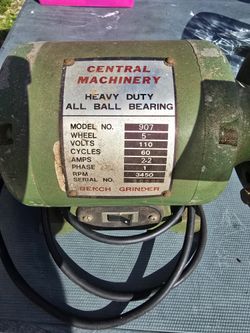 CENTRAL
MACHINERY
HEAVY DUTY
ALL BALL BEARING
MODEL NO. 907
WHEEL 5"
VOLTS 110
CYCLES 60
AMPS 2-2
PHASE 1
RPM 3450
SERIAL NO.
BENCH GRINDER